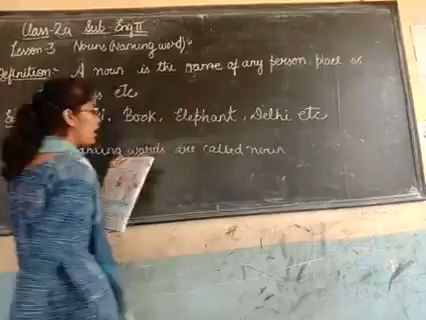 Class-2a Sub-Eng II
Lesson-3 Nouns (Naming word)
Definition:- A noun is the name of any person, place or
etc
Book, Elephant, Delhi etc
naming words are called noun